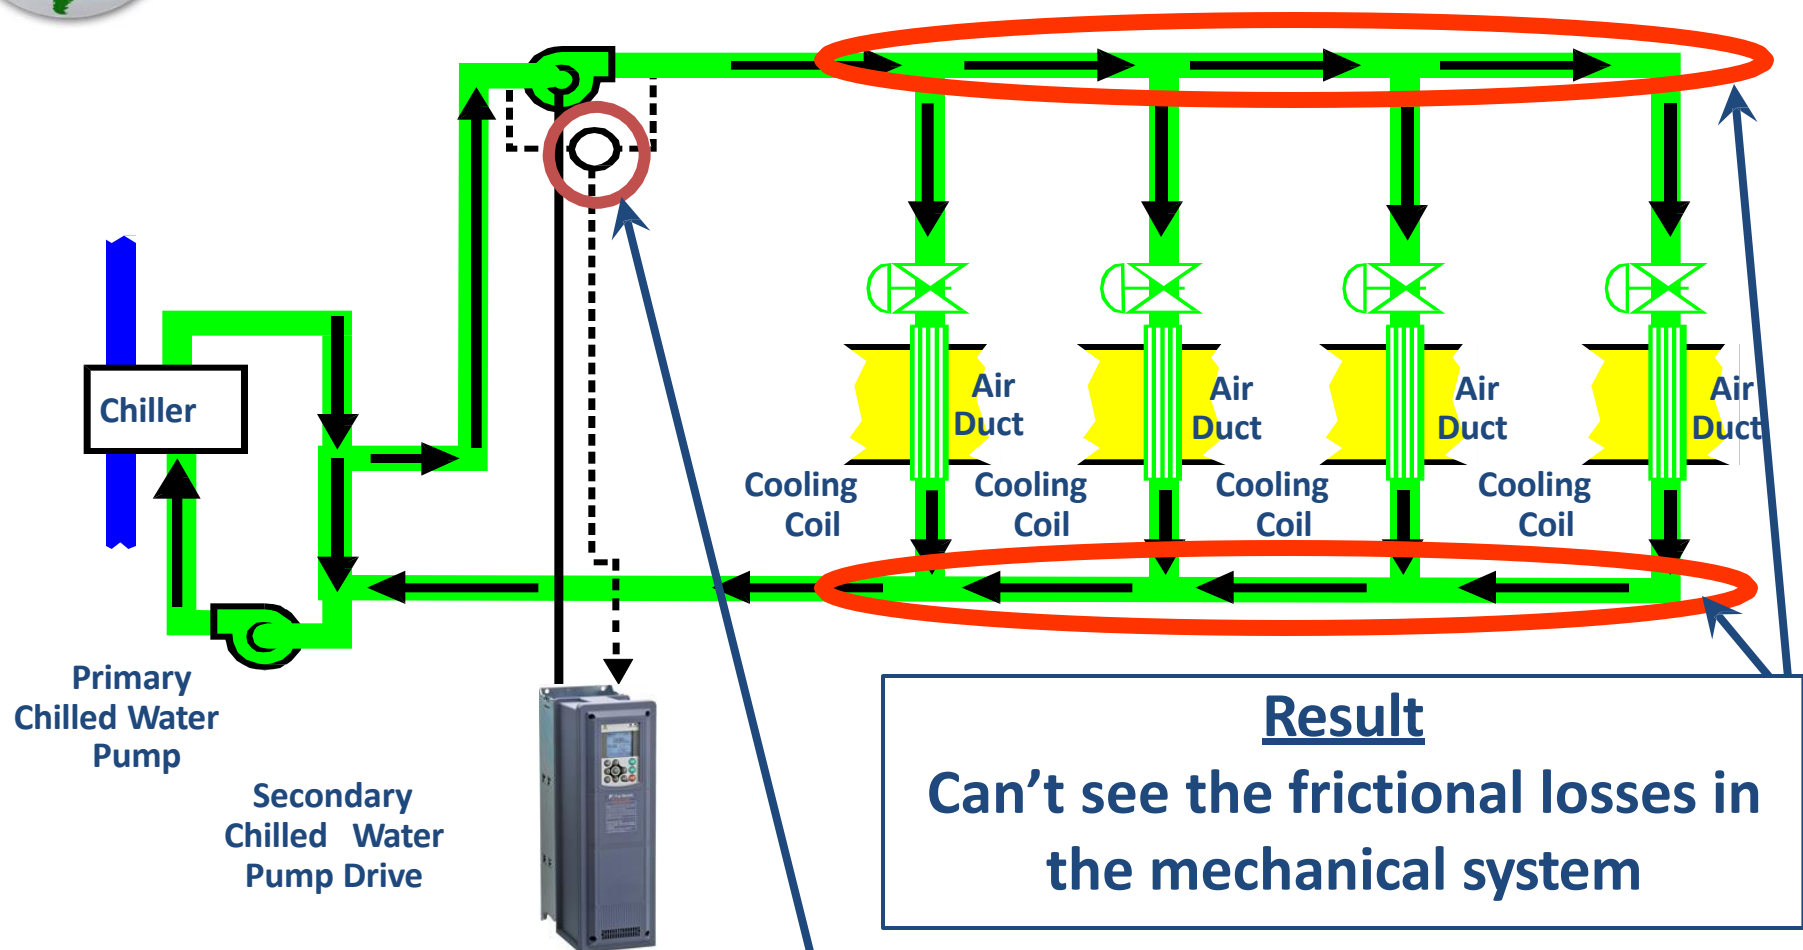 Chiller
Air
Duct
Air
Duct
Air
Duct
Air
Duct
Cooling
Coil
Cooling
Coil
Cooling
Coil
Cooling
Coil
Primary
Chilled Water
Pump
Secondary
Chilled Water
Pump Drive
Result
Can’t see the frictional losses in
the mechanical system